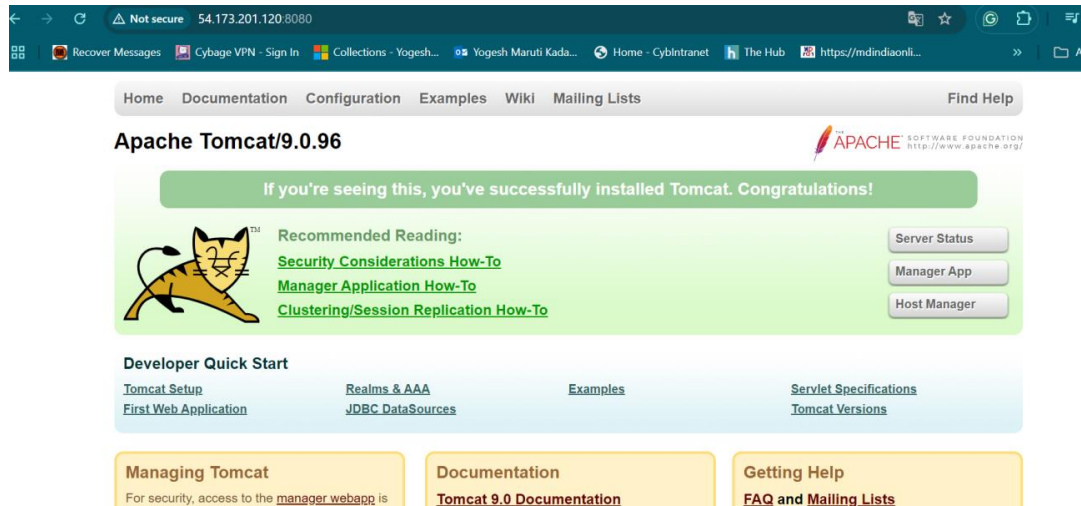 Not secure 54.173.201.120:8080
Recover Messages Cybage VPN - Sign In Collections - Yogesh... Yogesh Maruti Kada... Home - CybIntranet The Hub https://mdindiaonli... »
Home Documentation Configuration Examples Wiki Mailing Lists Find Help
Apache Tomcat/9.0.96
THE
APACHE SOFTWARE FOUNDATION
http://www.apache.org/
If you're seeing this, you've successfully installed Tomcat. Congratulations!
TM
Recommended Reading:
Security Considerations How-To
Manager Application How-To
Clustering/Session Replication How-To
Server Status
Manager App
Host Manager
Developer Quick Start
Tomcat Setup
First Web Application
Realms & AAA
JDBC DataSources
Examples
Servlet Specifications
Tomcat Versions
Managing Tomcat
For security, access to the manager webapp is
Documentation
Tomcat 9.0 Documentation
Getting Help
FAQ and Mailing Lists